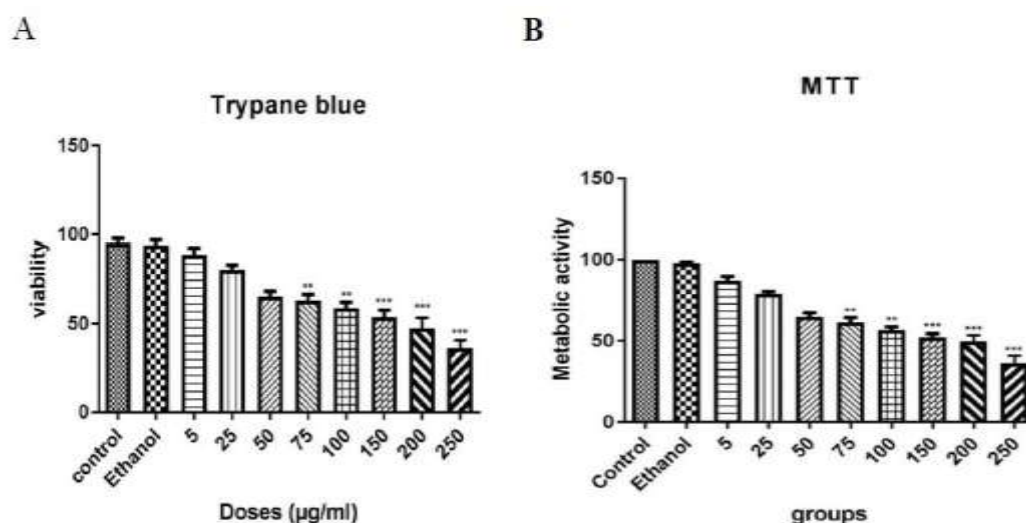 A
Trypane blue
viability
150
100
50
0
** ** *** *** ***
control Ethanol 5 25 50 75 100 150 200 250
Doses (µg/ml)
B
MTT
Metabolic activity
150
100
50
0
** ** *** *** ***
Control Ethanol 5 25 50 75 100 150 200 250
groups